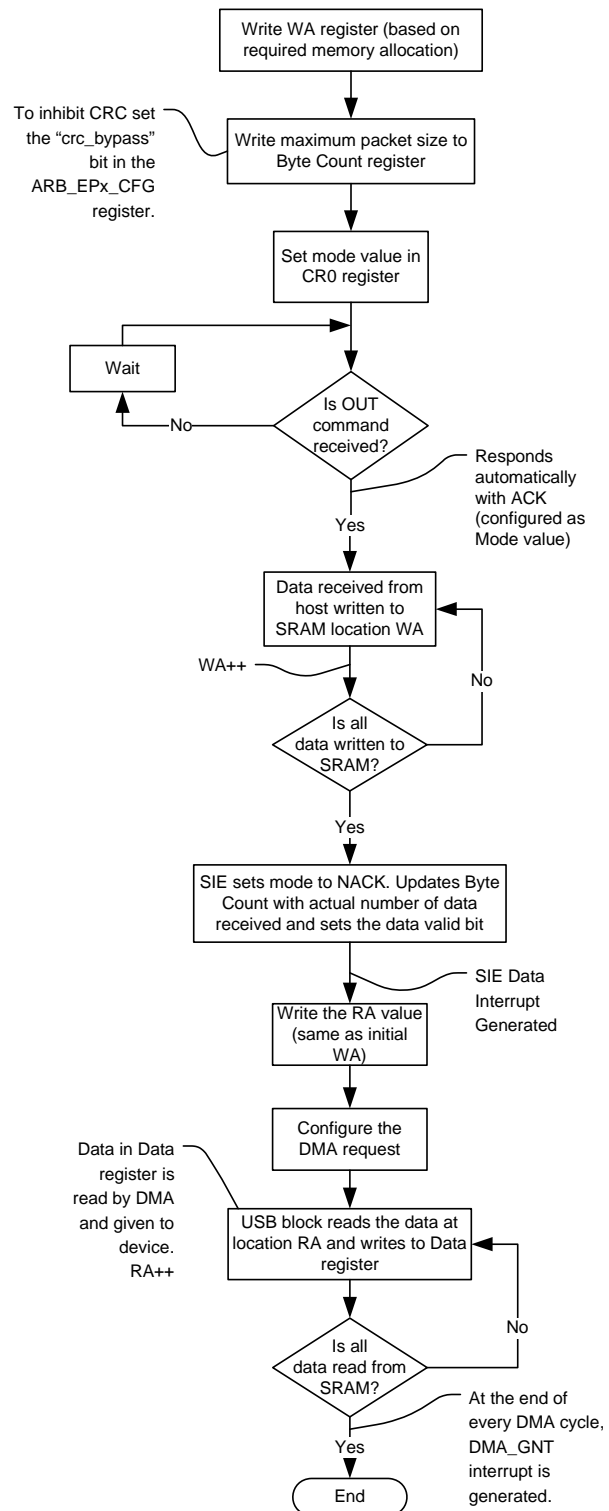 Write WA register (based on
required memory allocation)
To inhibit CRC set
the “crc_bypass”
bit in the
ARB_EPx_CFG
register.
Write maximum packet size to
Byte Count register
Set mode value in
CR0 register
Wait
No
Is OUT
command
received?
Responds
automatically
with ACK
(configured as
Mode value)
Yes
Data received from
host written to
SRAM location WA
WA++
No
Is all
data written to
SRAM?
Yes
SIE sets mode to NACK. Updates Byte
Count with actual number of data
received and sets the data valid bit
SIE Data
Interrupt
Generated
Write the RA value
(same as initial
WA)
Configure the
DMA request
Data in Data
register is
read by DMA
and given to
device.
RA++
USB block reads the data at
location RA and writes to Data
register
No
Is all
data read from
SRAM?
At the end of
every DMA cycle,
DMA_GNT
interrupt is
generated.
Yes
End